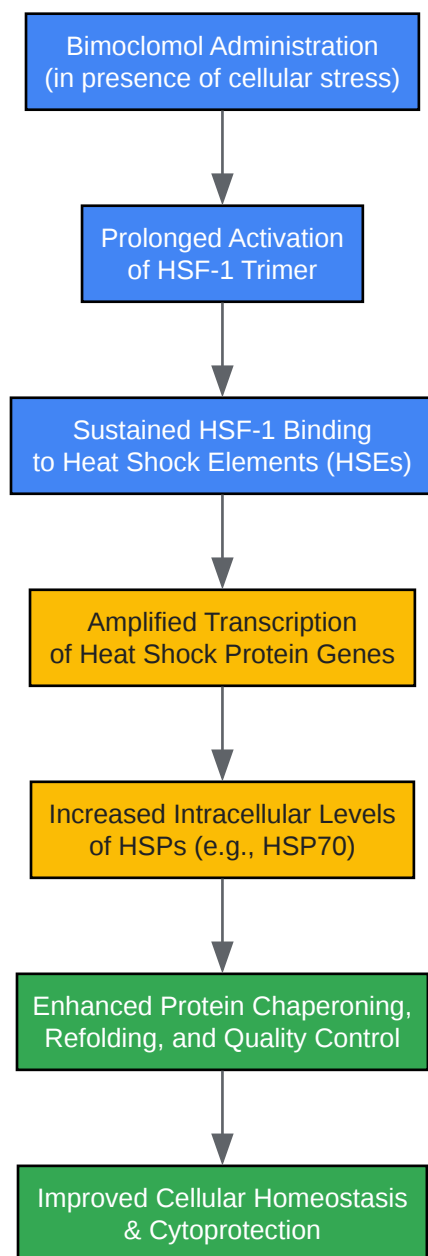 Bimoclomol Administration
(in presence of cellular stress)
Prolonged Activation
of HSF-1 Trimer
Sustained HSF-1 Binding
to Heat Shock Elements (HSEs)
Amplified Transcription
of Heat Shock Protein Genes
Increased Intracellular Levels
of HSPs (e.g., HSP70)
Enhanced Protein Chaperoning,
Refolding, and Quality Control
Improved Cellular Homeostasis
& Cytoprotection